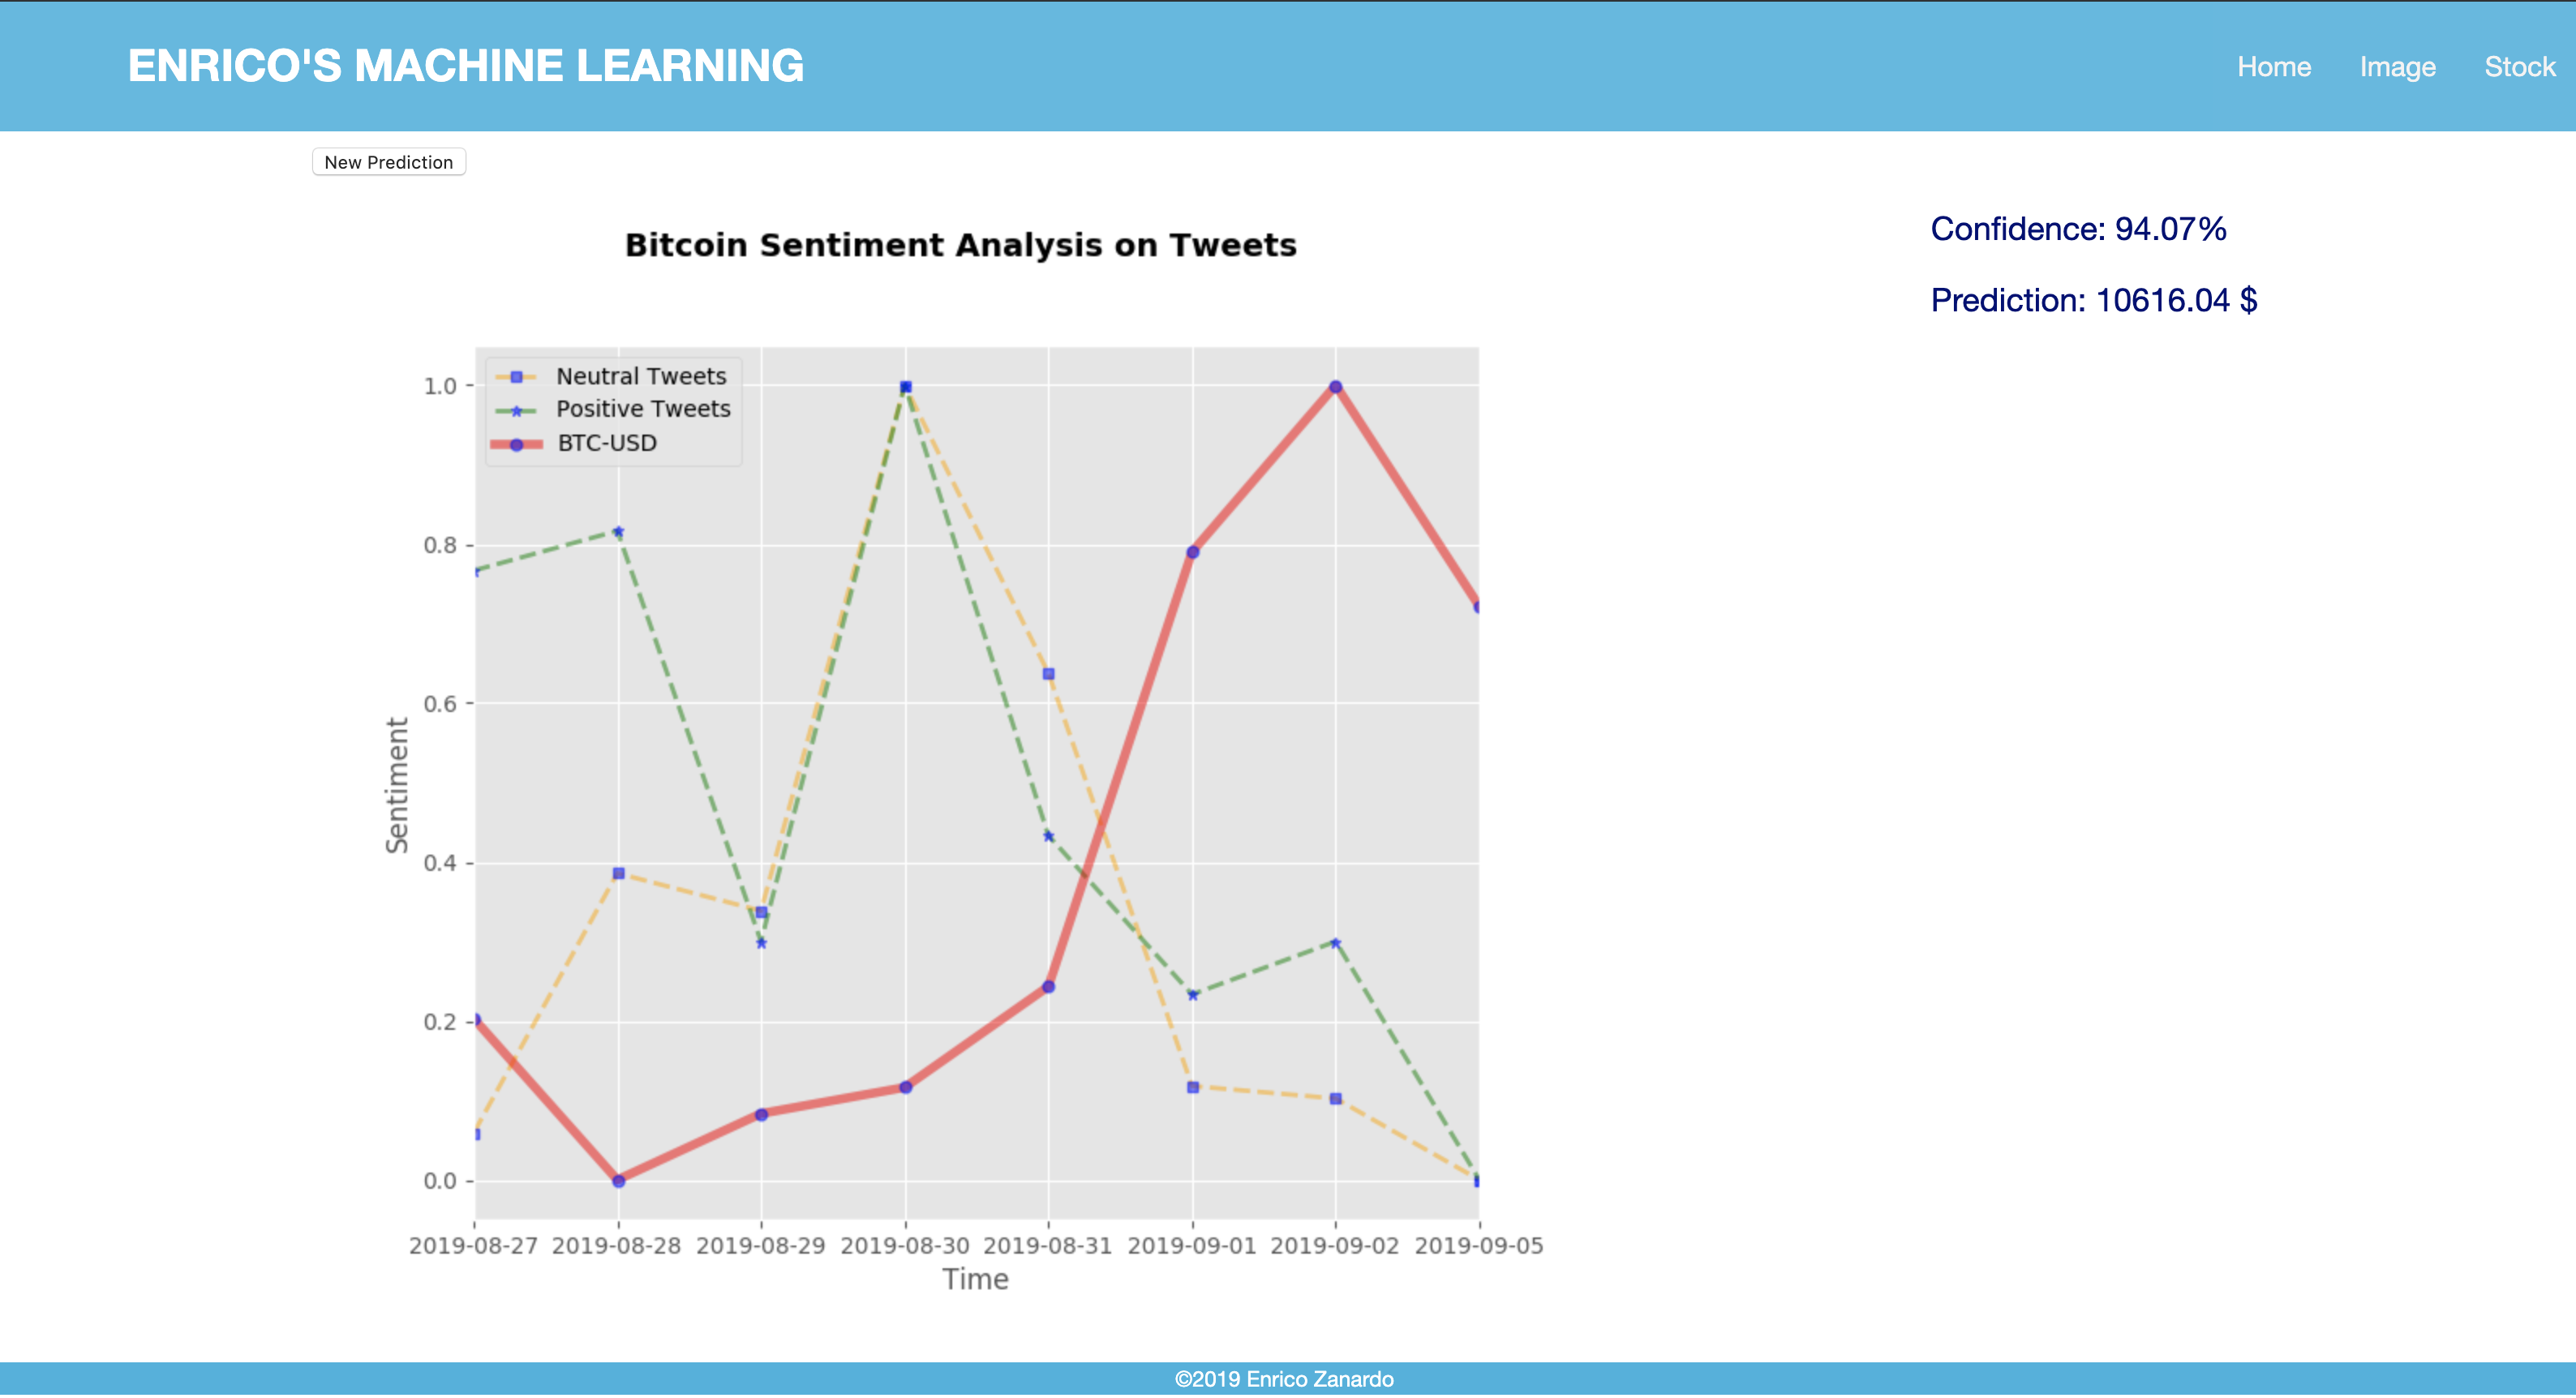 ENRICO'S MACHINE LEARNING
Home Image Stock
New Prediction
Confidence: 94.07%
Prediction: 10616.04 $
Bitcoin Sentiment Analysis on Tweets
Neutral Tweets
Positive Tweets
BTC-USD
1.0
0.8
0.6
0.4
0.2
0.0
Sentiment
2019-08-27 2019-08-28 2019-08-29 2019-08-30 2019-08-31 2019-09-01 2019-09-02 2019-09-05
Time
©2019 Enrico Zanardo